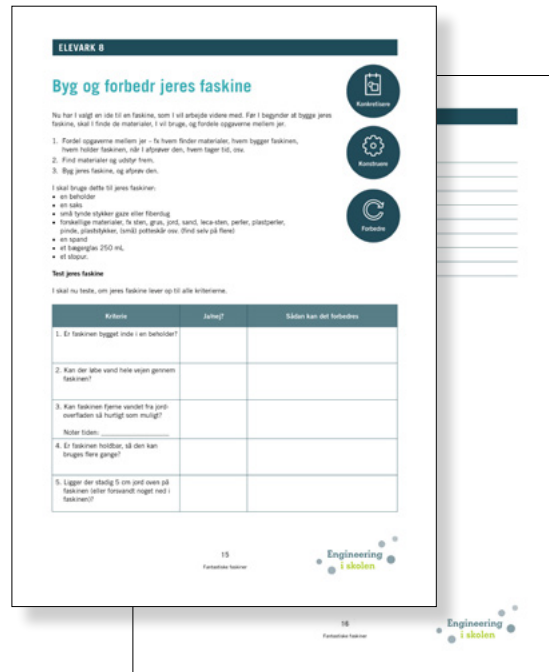 ELEVARK 8
Byg og forbedr jeres faskine
Nu har I valgt en ide til en faskine, som I vil arbejde videre med. Før I begynder at bygge jeres
faskine, skal I finde de materialer, I vil bruge, og fordele opgaverne mellem jer.
1. Fordel opgaverne mellem jer – fx hvem finder materialer, hvem bygger faskinen,
hvem holder faskinen, når I afprøver den, hvem tager tid, osv.
2. Find materialer og udstyr frem.
3. Byg jeres faskine, og afprøv den.
I skal bruge dette til jeres faskiner:
• en beholder
• en saks
• små tynde stykker gaze eller fiberdug
• forskellige materialer, fx sten, grus, jord, sand, leca-sten, perler, plastperler,
pinde, plaststykker, (små) potteskår osv. (find selv på flere)
• en spand
• et bægerglas 250 mL
• et stopur.
Test jeres faskine
I skal nu teste, om jeres faskine lever op til alle kriterierne.
Konkretisere
Konstruere
Forbedre
Kriterie Ja/nej? Sådan kan det forbedres
1. Er faskinen bygget inde i en beholder?
2. Kan der løbe vand hele vejen gennem
faskinen?
3. Kan faskinen fjerne vandet fra jord-
overfladen så hurtigt som muligt?
Noter tiden:
4. Er faskinen holdbar, så den kan
bruges flere gange?
5. Ligger der stadig 5 cm jord oven på
faskinen (eller forsvandt noget ned i
faskinen)?
15
Fantastiske faskiner
Engineering
i skolen
16
Fantastiske faskiner
Engineering
i skolen